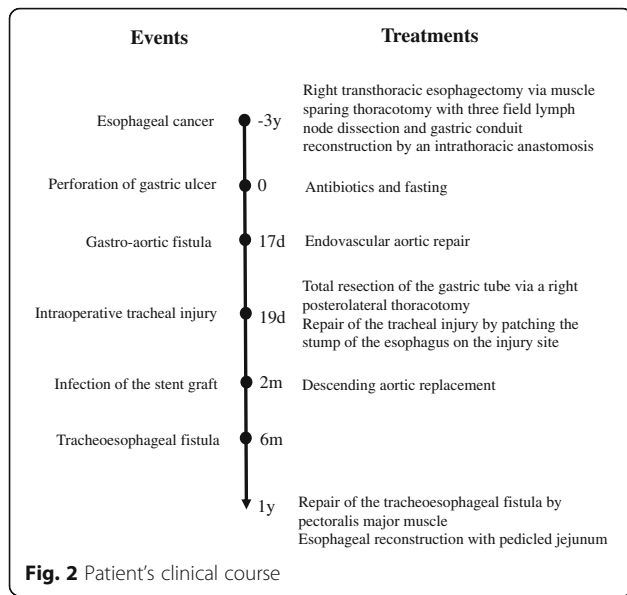 Events
Treatments
Esophageal cancer
-3y
Right transthoracic esophagectomy via muscle
sparing thoracotomy with three field lymph
node dissection and gastric conduit
reconstruction by an intrathoracic anastomosis
Perforation of gastric ulcer
0
Antibiotics and fasting
Gastro-aortic fistula
17d
Endovascular aortic repair
Intraoperative tracheal injury
19d
Total resection of the gastric tube via a right
posterolateral thoracotomy
Repair of the tracheal injury by patching the
stump of the esophagus on the injury site
Infection of the stent graft
2m
Descending aortic replacement
Tracheoesophageal fistula
6m
1y
Repair of the tracheoesophageal fistula by
pectoralis major muscle
Esophageal reconstruction with pedicled jejunum
Fig. 2 Patient's clinical course